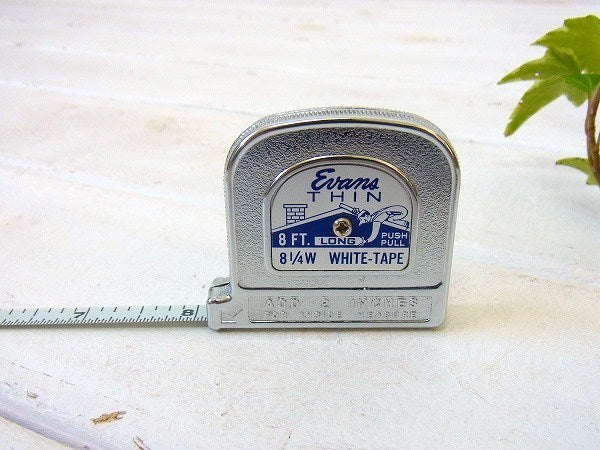 Evans
THIN
8 FT. LONG PUSH PULL
8 1/4 W WHITE-TAPE
ADD 2 INCHES
FOR INSIDE MEASURE
7 8